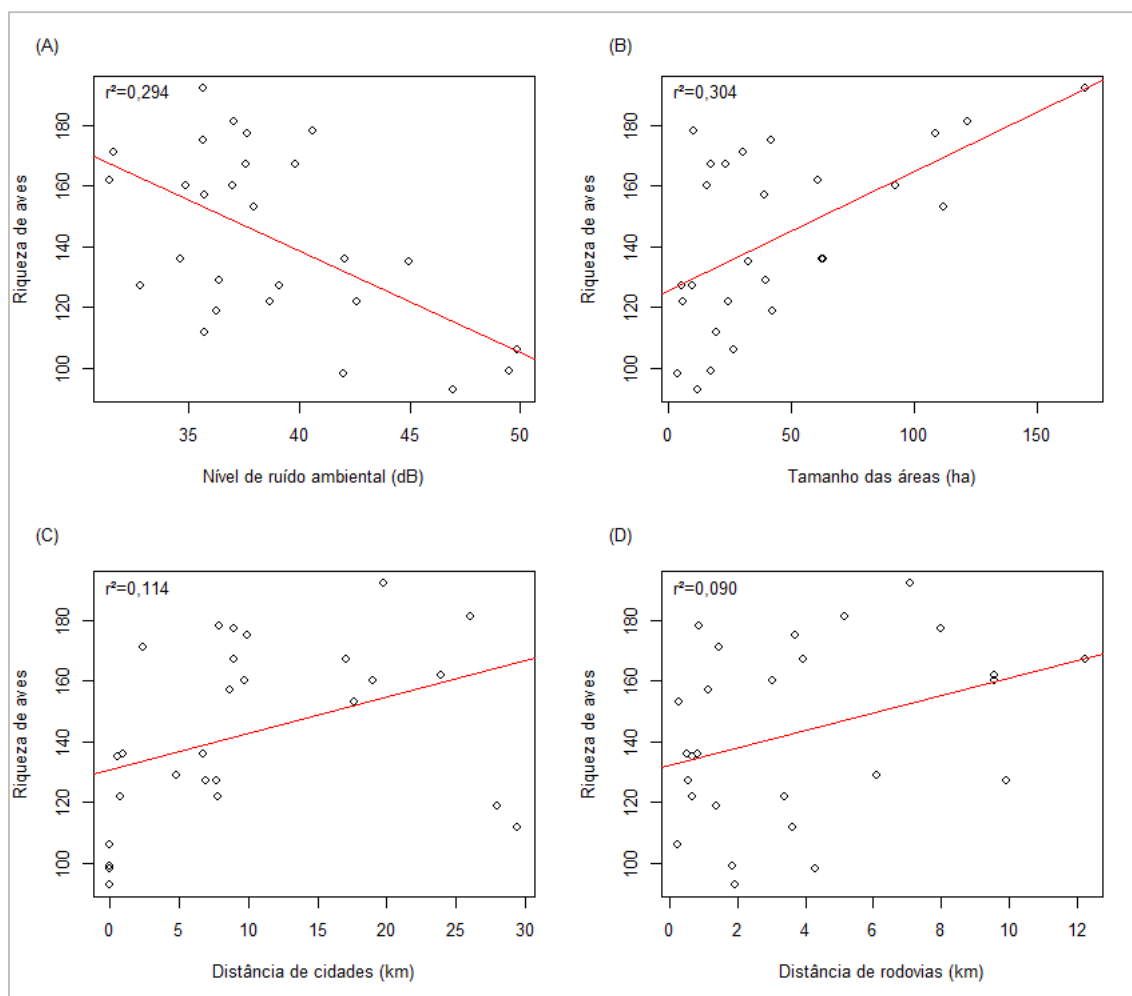 (A)
r²=0,294
Riqueza de aves
100 120 140 160 180
35 40 45 50
Nível de ruído ambiental (dB)
(B)
r²=0,304
Riqueza de aves
100 120 140 160 180
0 50 100 150
Tamanho das áreas (ha)
(C)
r²=0,114
Riqueza de aves
100 120 140 160 180
0 5 10 15 20 25 30
Distância de cidades (km)
(D)
r²=0,090
Riqueza de aves
100 120 140 160 180
0 2 4 6 8 10 12
Distância de rodovias (km)